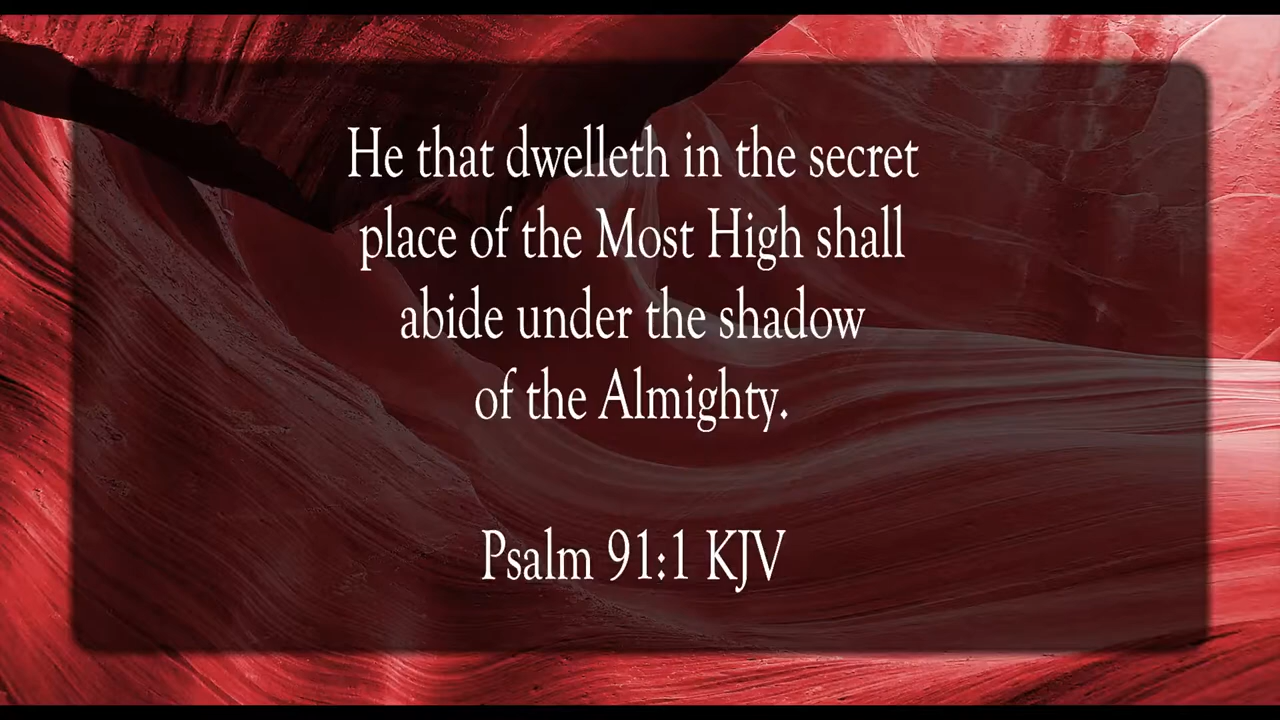 He that dwelleth in the secret
place of the Most High shall
abide under the shadow
of the Almighty.
Psalm 91:1 KJV